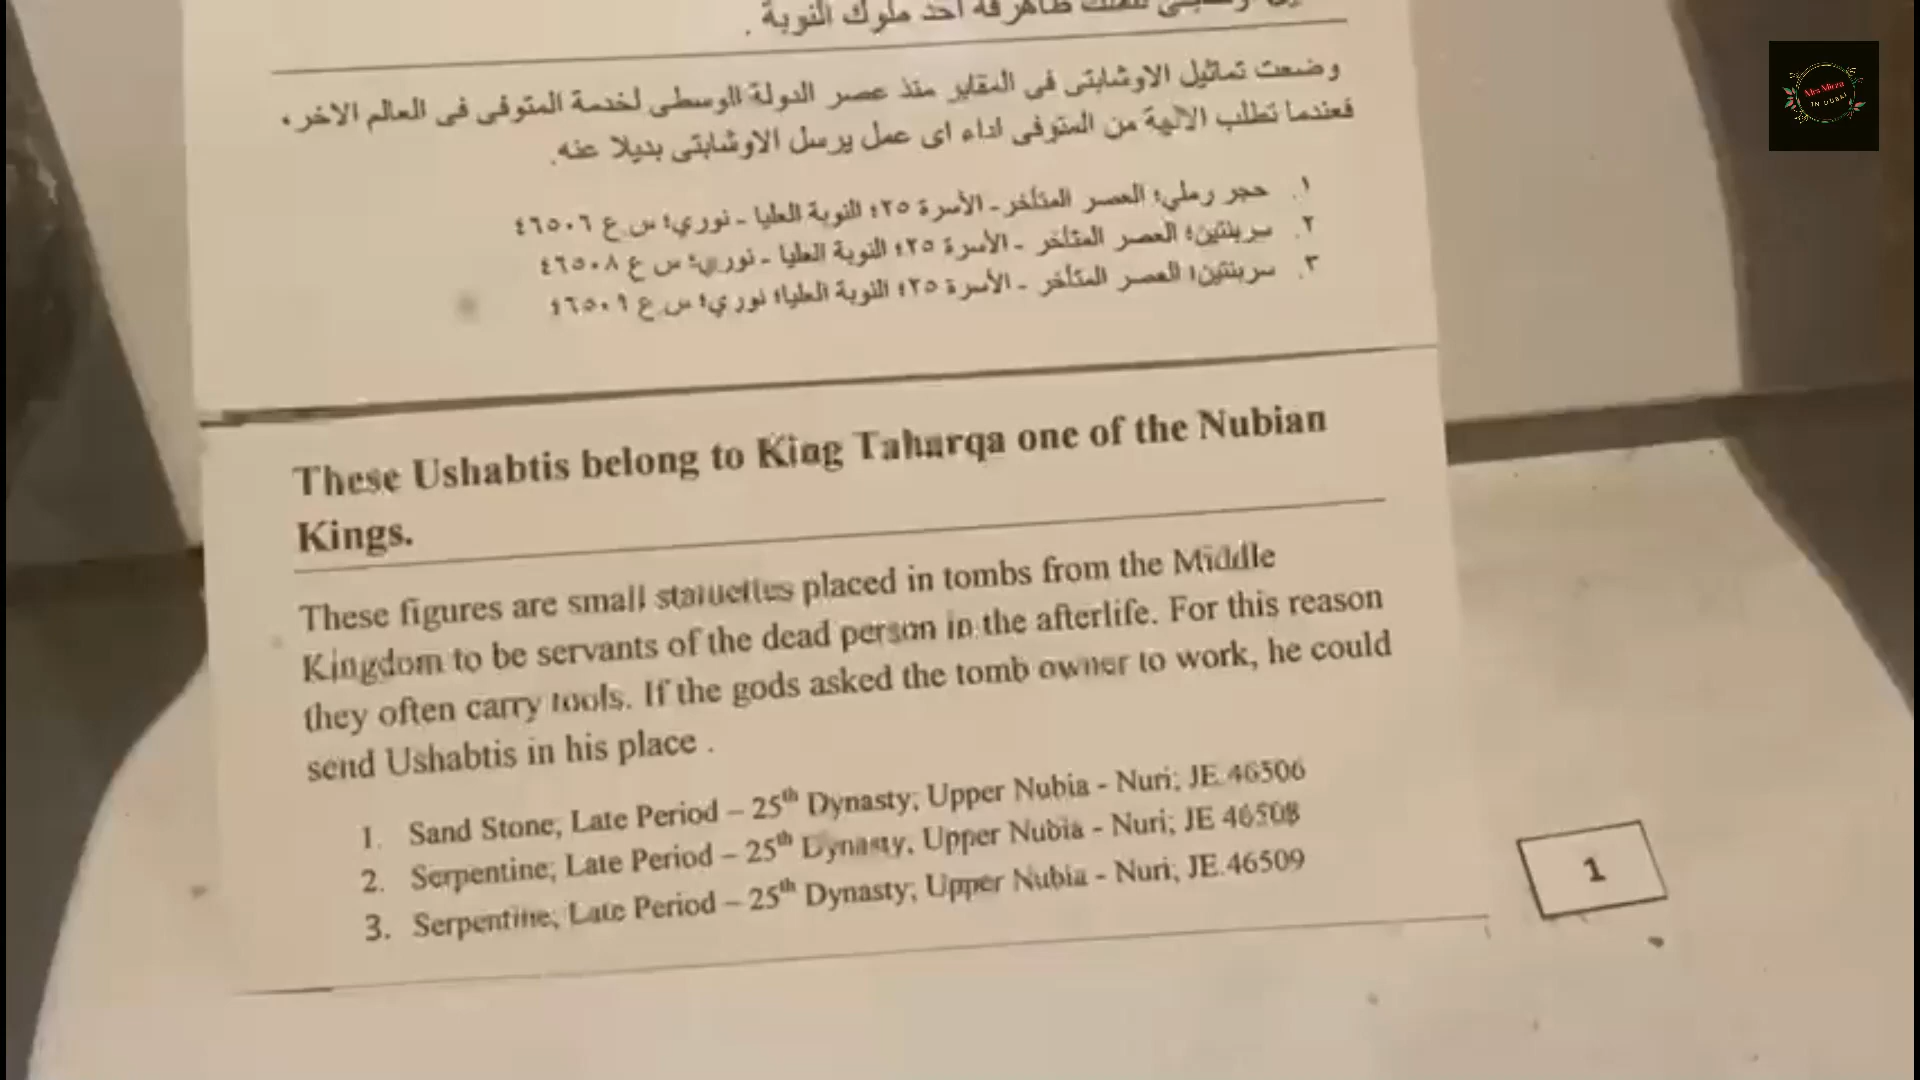 أحد ملوك النوبة .
وضعت تماثيل الاوشابتى فى المقابر منذ عصر الدولة الوسطى لخدمة المتوفى فى العالم الاخر،
فعندما تطلب الالهة من المتوفى اداء اى عمل يرسل الاوشابتى بديلا عنه.
١. حجر رملي؛ العصر المتأخر - الأسرة ٢٥؛ النوبة العليا - نوري؛ س ع ٤٦٥٠٦
٢. سربنتين؛ العصر المتأخر - الأسرة ٢٥؛ النوبة العليا - نوري؛ س ع ٤٦٥٠٨
٣. سربنتين؛ العصر المتأخر - الأسرة ٢٥؛ النوبة العليا؛ نوري؛ س ع ٤٦٥٠٩
These Ushabtis belong to King Taharqa one of the Nubian
Kings.
These figures are small statuettes placed in tombs from the Middle
Kingdom to be servants of the dead person in the afterlife. For this reason
they often carry tools. If the gods asked the tomb owner to work, he could
send Ushabtis in his place .
1. Sand Stone; Late Period – 25th Dynasty; Upper Nubia - Nuri; JE.46506
2. Serpentine; Late Period – 25th Dynasty, Upper Nubia - Nuri; JE 46508
3. Serpentine; Late Period – 25th Dynasty; Upper Nubia - Nuri; JE.46509
1
Mrs Mirza
IN DUBAI